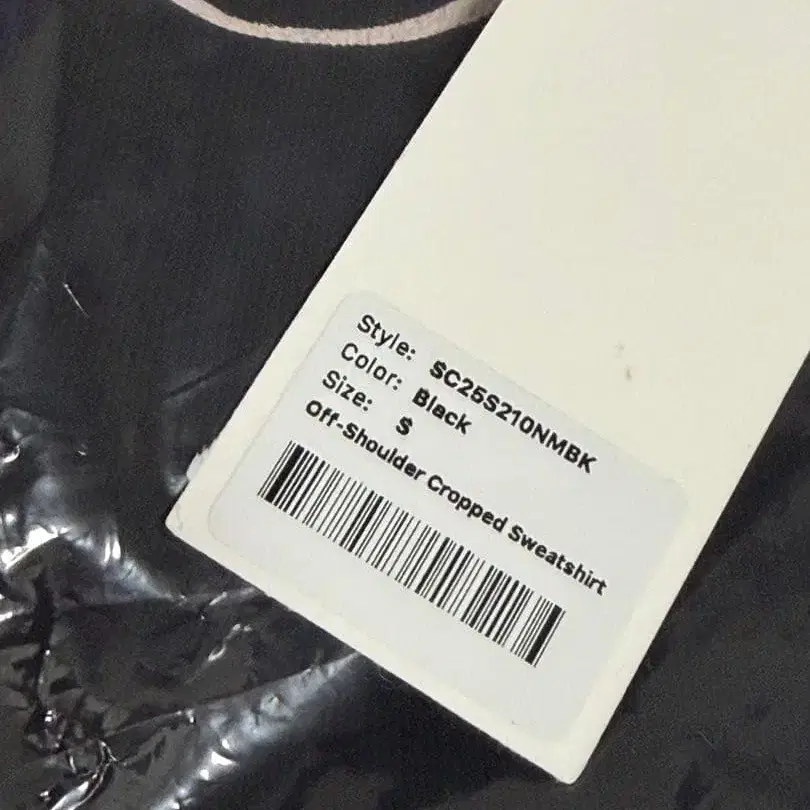 Style: SC25S210NMBK
Color: Black
Size: S
Off-Shoulder Cropped Sweatshirt